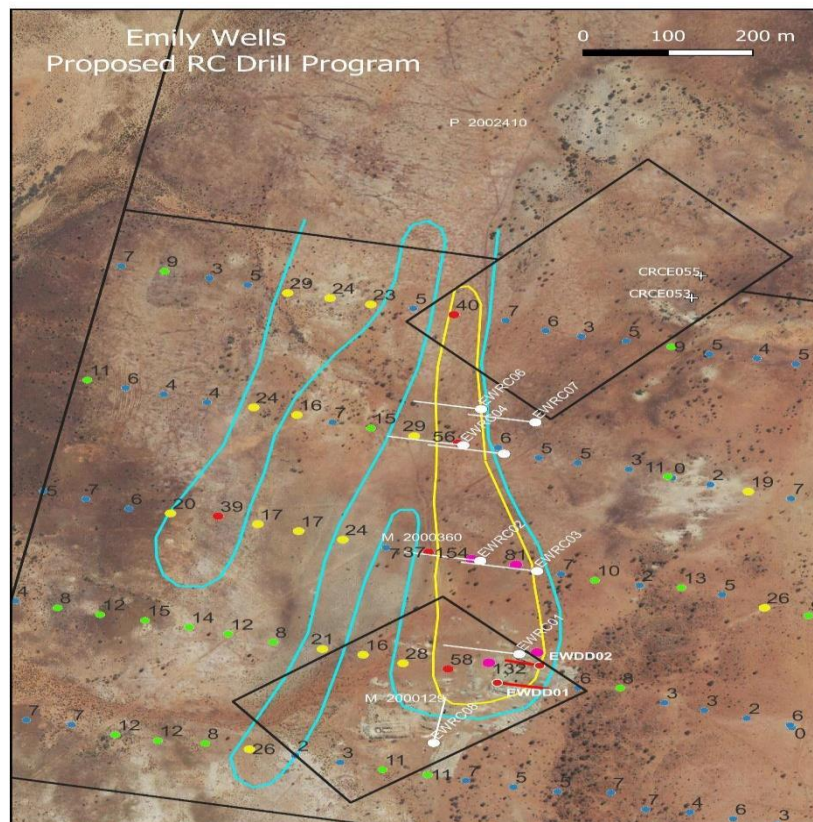 Emily Wells
Proposed RC Drill Program
0 100 200 m
P 2002410
CRCE055
CRCE053
7 9 3 5 29 24 23 5 40 7 6 3 5 9 5 4 5
EWRC06
EWRC07
EWRC04
11 6 4 4 24 16 7 15 29 56 6 5 5 3 11 0 2 19 7
5 7 6 20 39 17 17 24 7 37 154 81 7 10 2 13 5 26 8
M 2000360
EWRC02
EWRC03
4 8 12 15 14 12 8 21 16 28 58 132 6 8 3 3 2 6 0
EWRC01
EWDD02
EWDD01
M 2000129
EWRC08
7 7 12 12 8 26 2 3 11 11 7 5 5 7 7 4 6 3